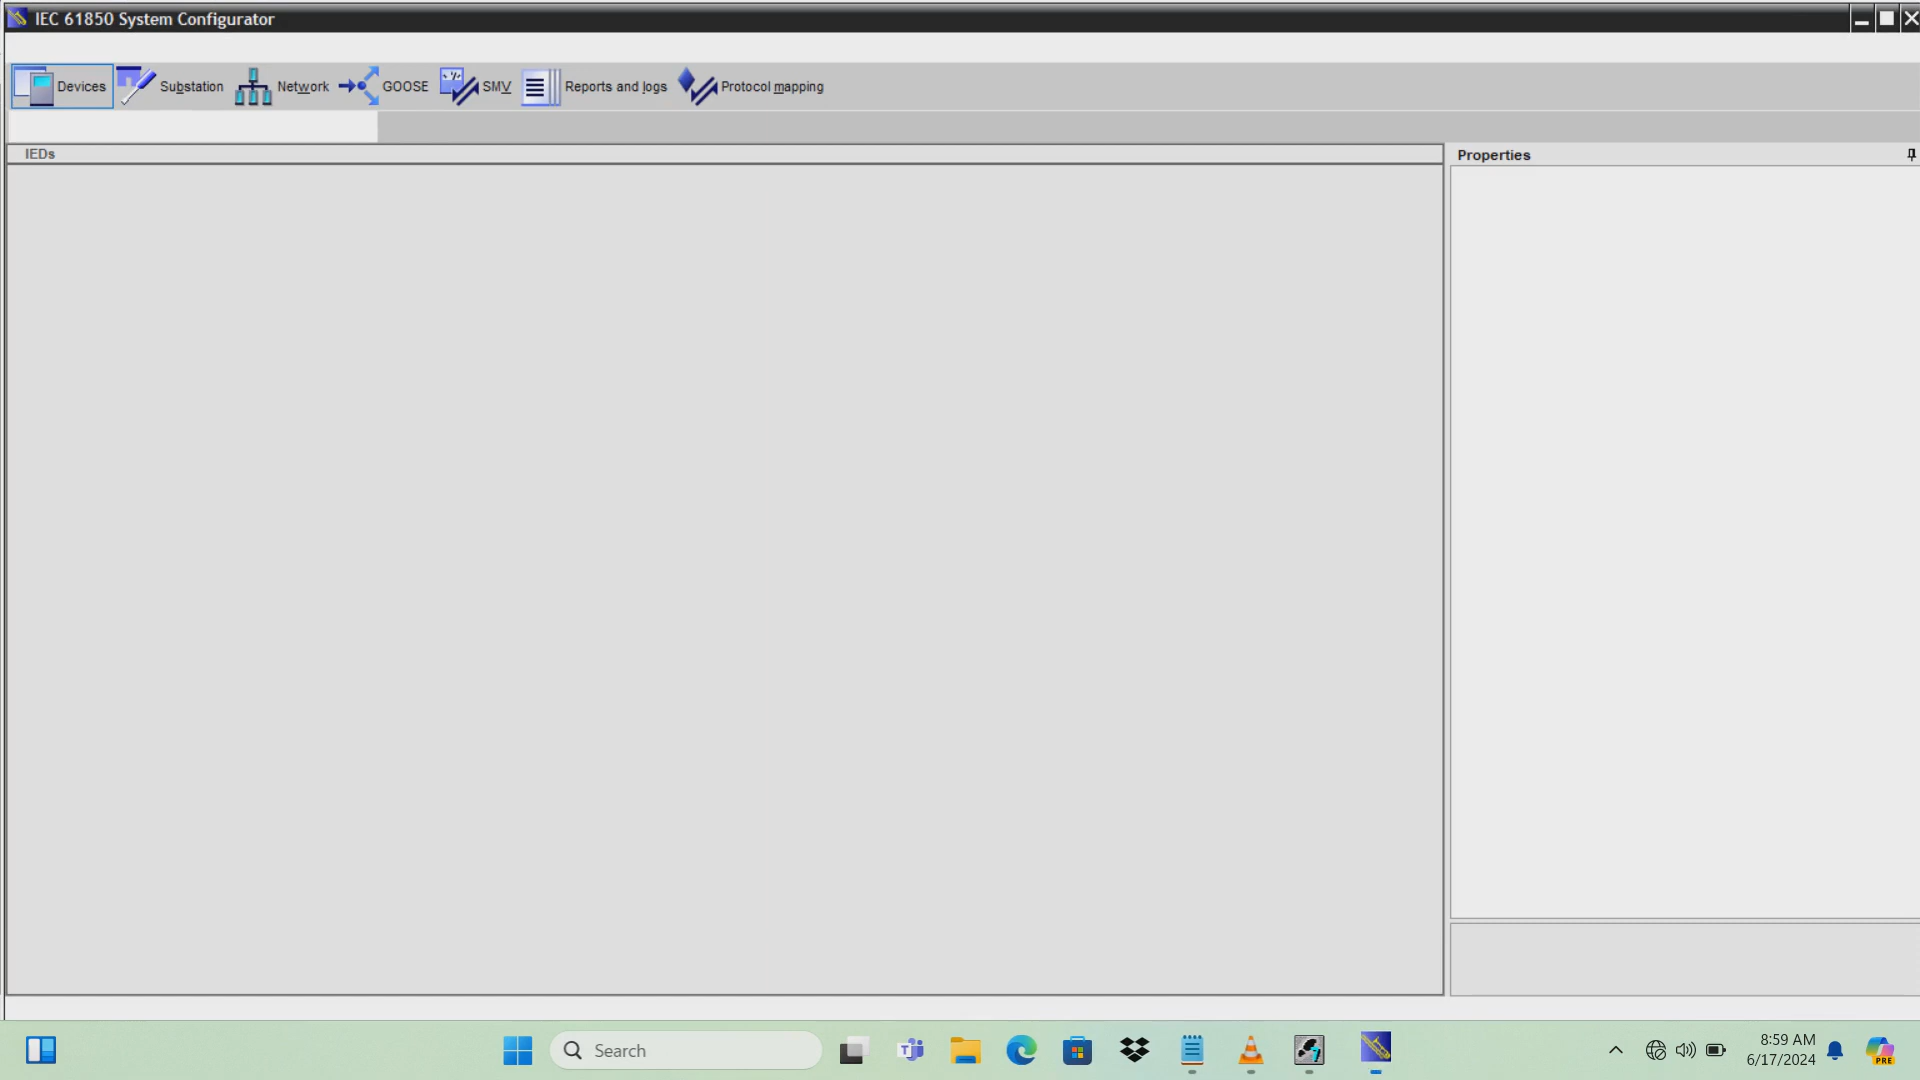 IEC 61850 System Configurator
Devices Substation Network GOOSE SMV Reports and logs Protocol mapping
IEDs
Properties
Search
8:59 AM
6/17/2024
PRE